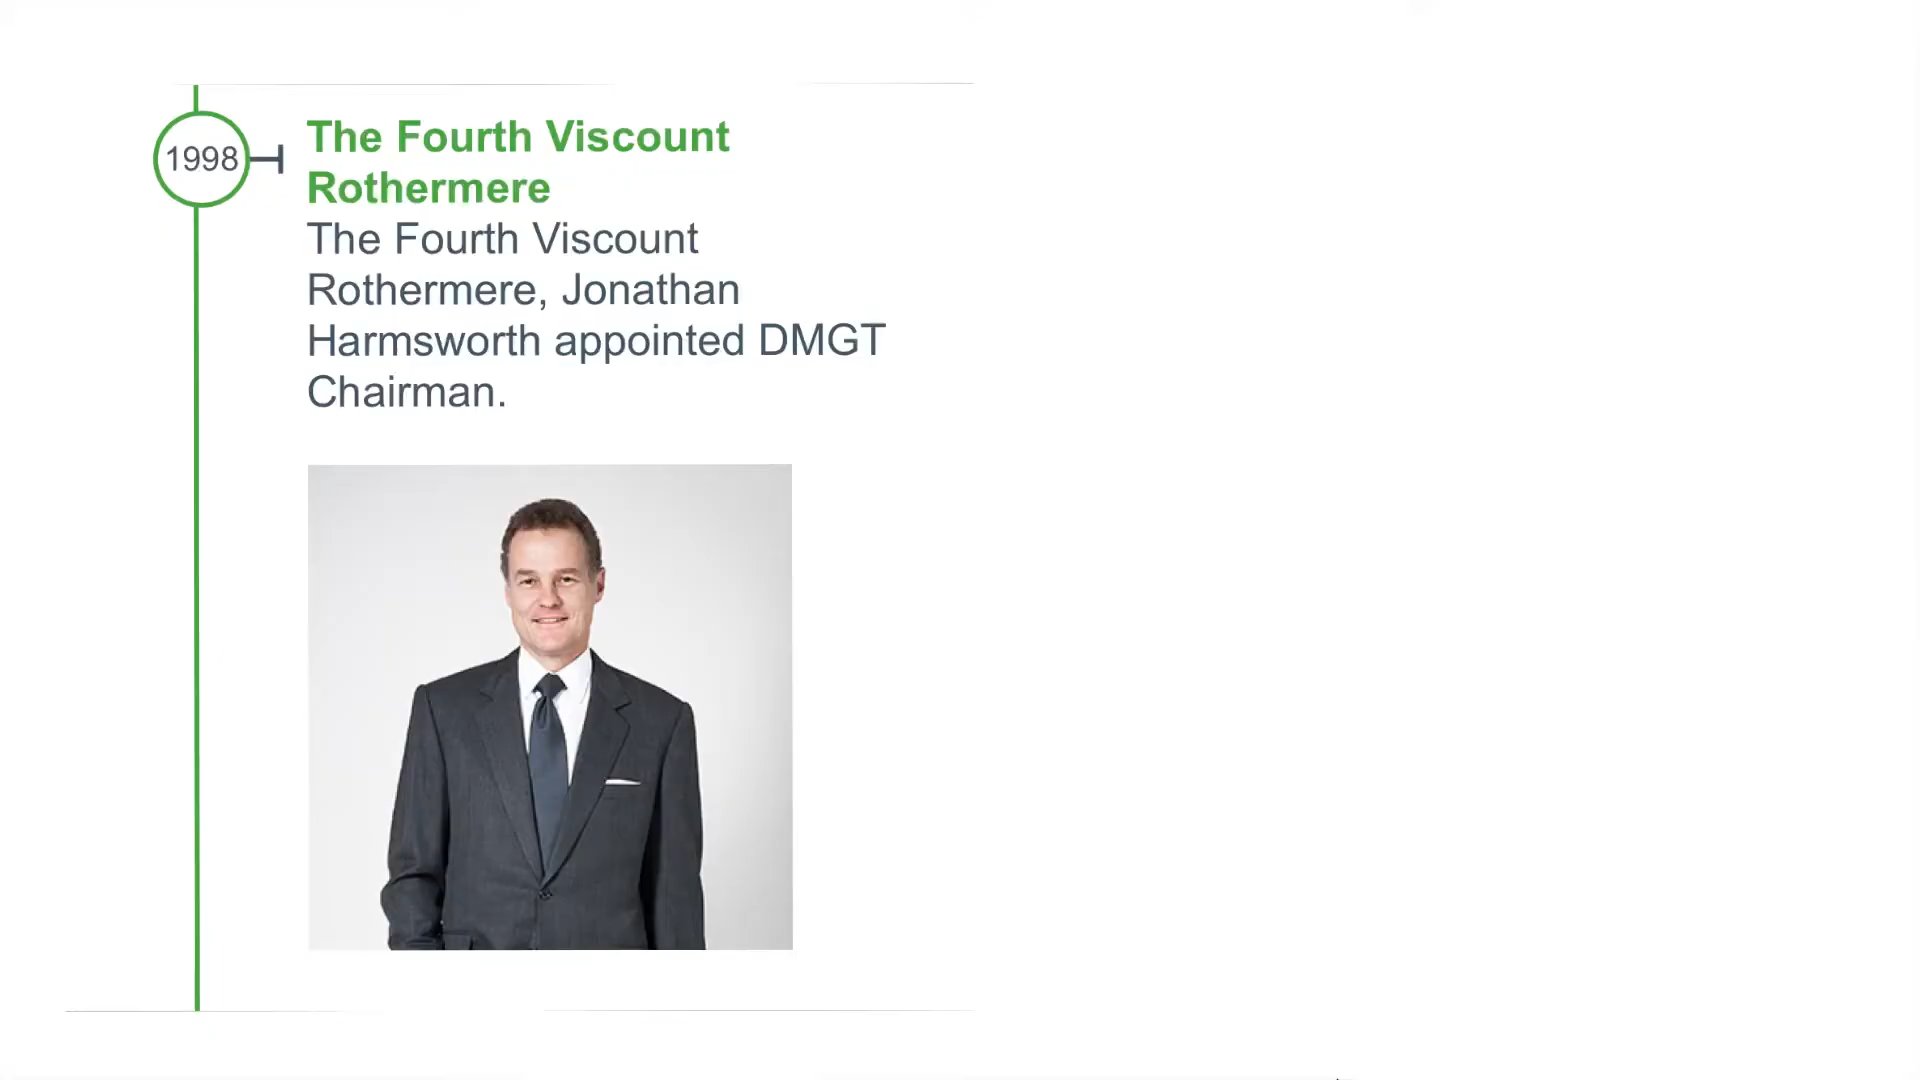 1998
The Fourth Viscount
Rothermere
The Fourth Viscount
Rothermere, Jonathan
Harmsworth appointed DMGT
Chairman.